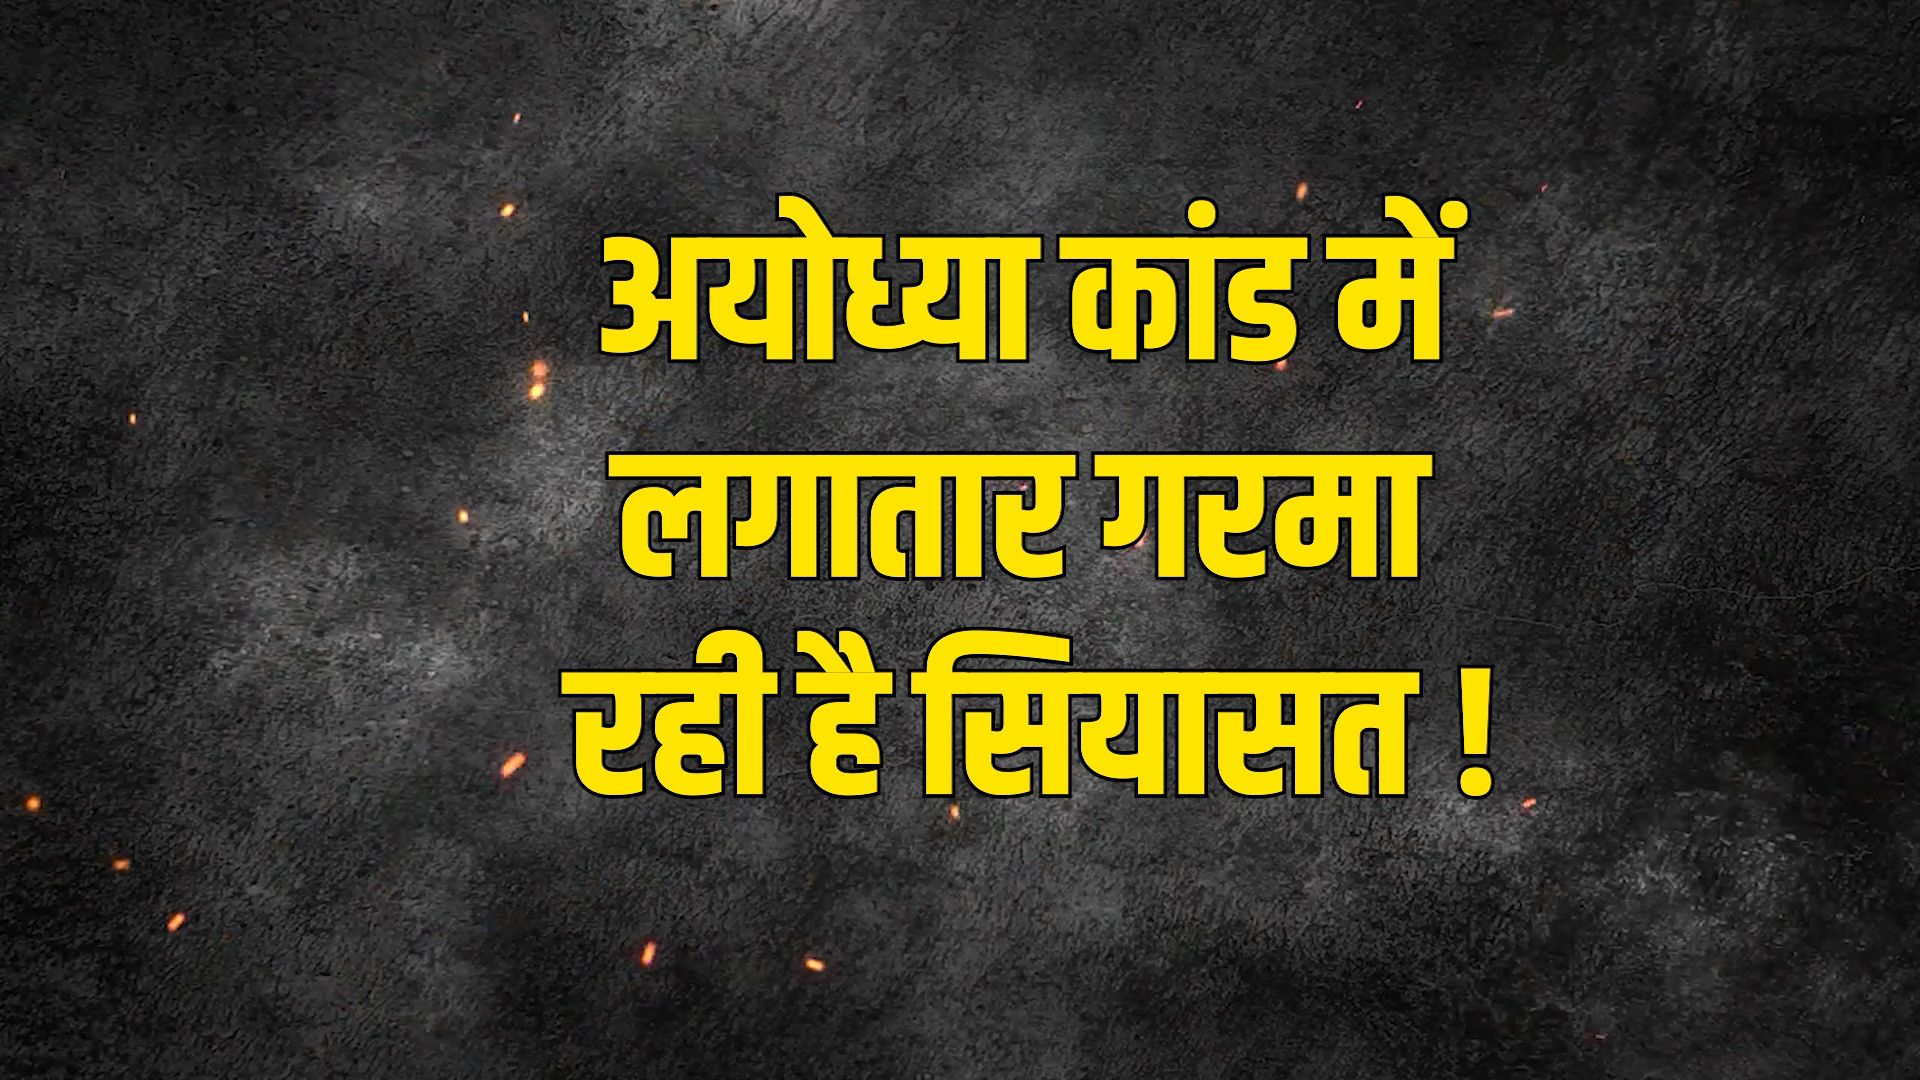 अयोध्या कांड में
लगातार गरमा
रही है सियासत !